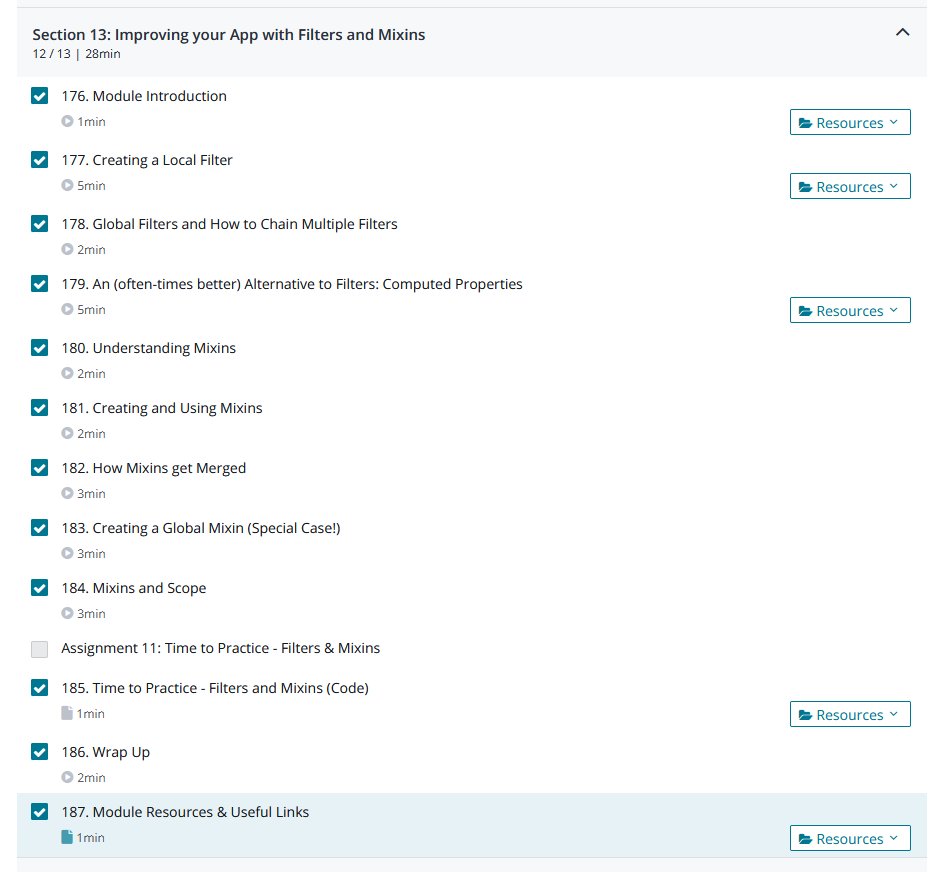 Section 13: Improving your App with Filters and Mixins
12 / 13 | 28min
176. Module Introduction
1min
Resources
177. Creating a Local Filter
5min
Resources
178. Global Filters and How to Chain Multiple Filters
2min
179. An (often-times better) Alternative to Filters: Computed Properties
5min
Resources
180. Understanding Mixins
2min
181. Creating and Using Mixins
2min
182. How Mixins get Merged
3min
183. Creating a Global Mixin (Special Case!)
3min
184. Mixins and Scope
3min
Assignment 11: Time to Practice - Filters & Mixins
185. Time to Practice - Filters and Mixins (Code)
1min
Resources
186. Wrap Up
2min
187. Module Resources & Useful Links
1min
Resources